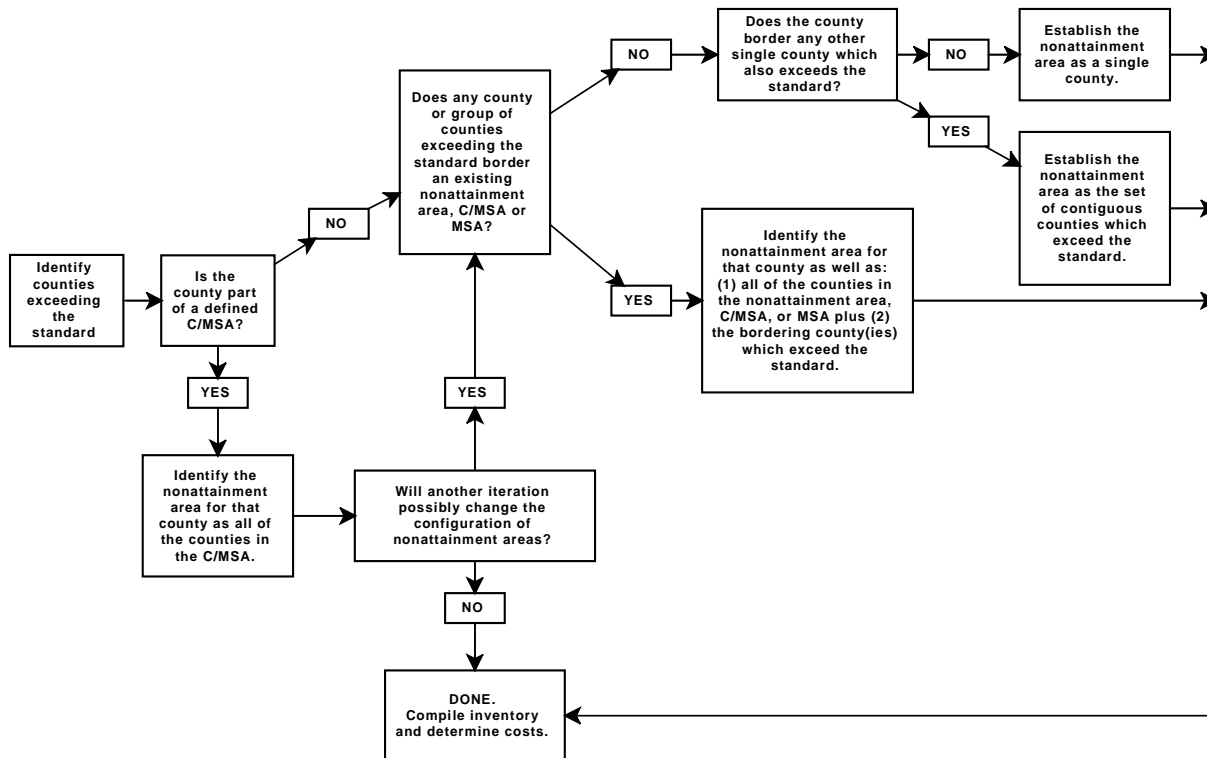 Identify
counties
exceeding
the
standard
Is the
county part
of a defined
C/MSA?
NO
YES
Does any county
or group of
counties
exceeding the
standard border
an existing
nonattainment
area, C/MSA or
MSA?
NO
Does the county
border any other
single county which
also exceeds the
standard?
NO
Establish the
nonattainment
area as a single
county.
YES
Establish the
nonattainment
area as the set
of contiguous
counties which
exceed the
standard.
YES
Identify the
nonattainment area for
that county as well as:
(1) all of the counties in
the nonattainment area,
C/MSA, or MSA plus (2)
the bordering county(ies)
which exceed the
standard.
Identify the
nonattainment
area for that
county as all of
the counties in
the C/MSA.
YES
Will another iteration
possibly change the
configuration of
nonattainment areas?
NO
DONE.
Compile inventory
and determine costs.